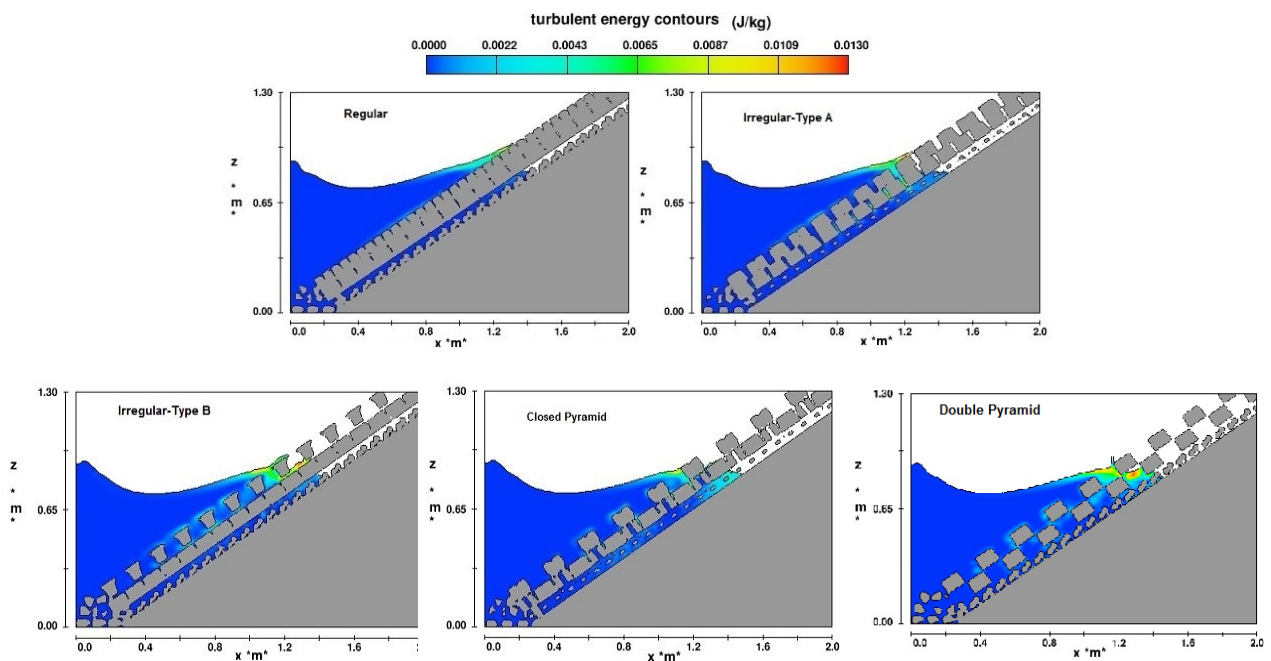 turbulent energy contours (J/kg)
0.0000 0.0022 0.0043 0.0065 0.0087 0.0109 0.0130
Regular
1.30
z
*
m
*
0.65
0.00
0.0 0.4 0.8 1.2 1.6 2.0
x *m*
Irregular-Type A
1.30
z
*
m
*
0.65
0.00
0.0 0.4 0.8 1.2 1.6 2.0
x *m*
Irregular-Type B
1.30
z
*
m
*
0.65
0.00
0.0 0.4 0.8 1.2 1.6 2.0
x *m*
Closed Pyramid
1.30
z
*
m
*
0.65
0.00
0.0 0.4 0.8 1.2 1.6 2.0
x *m*
Double Pyramid
1.30
z
*
m
*
0.65
0.00
0.0 0.4 0.8 1.2 1.6 2.0
x *m*